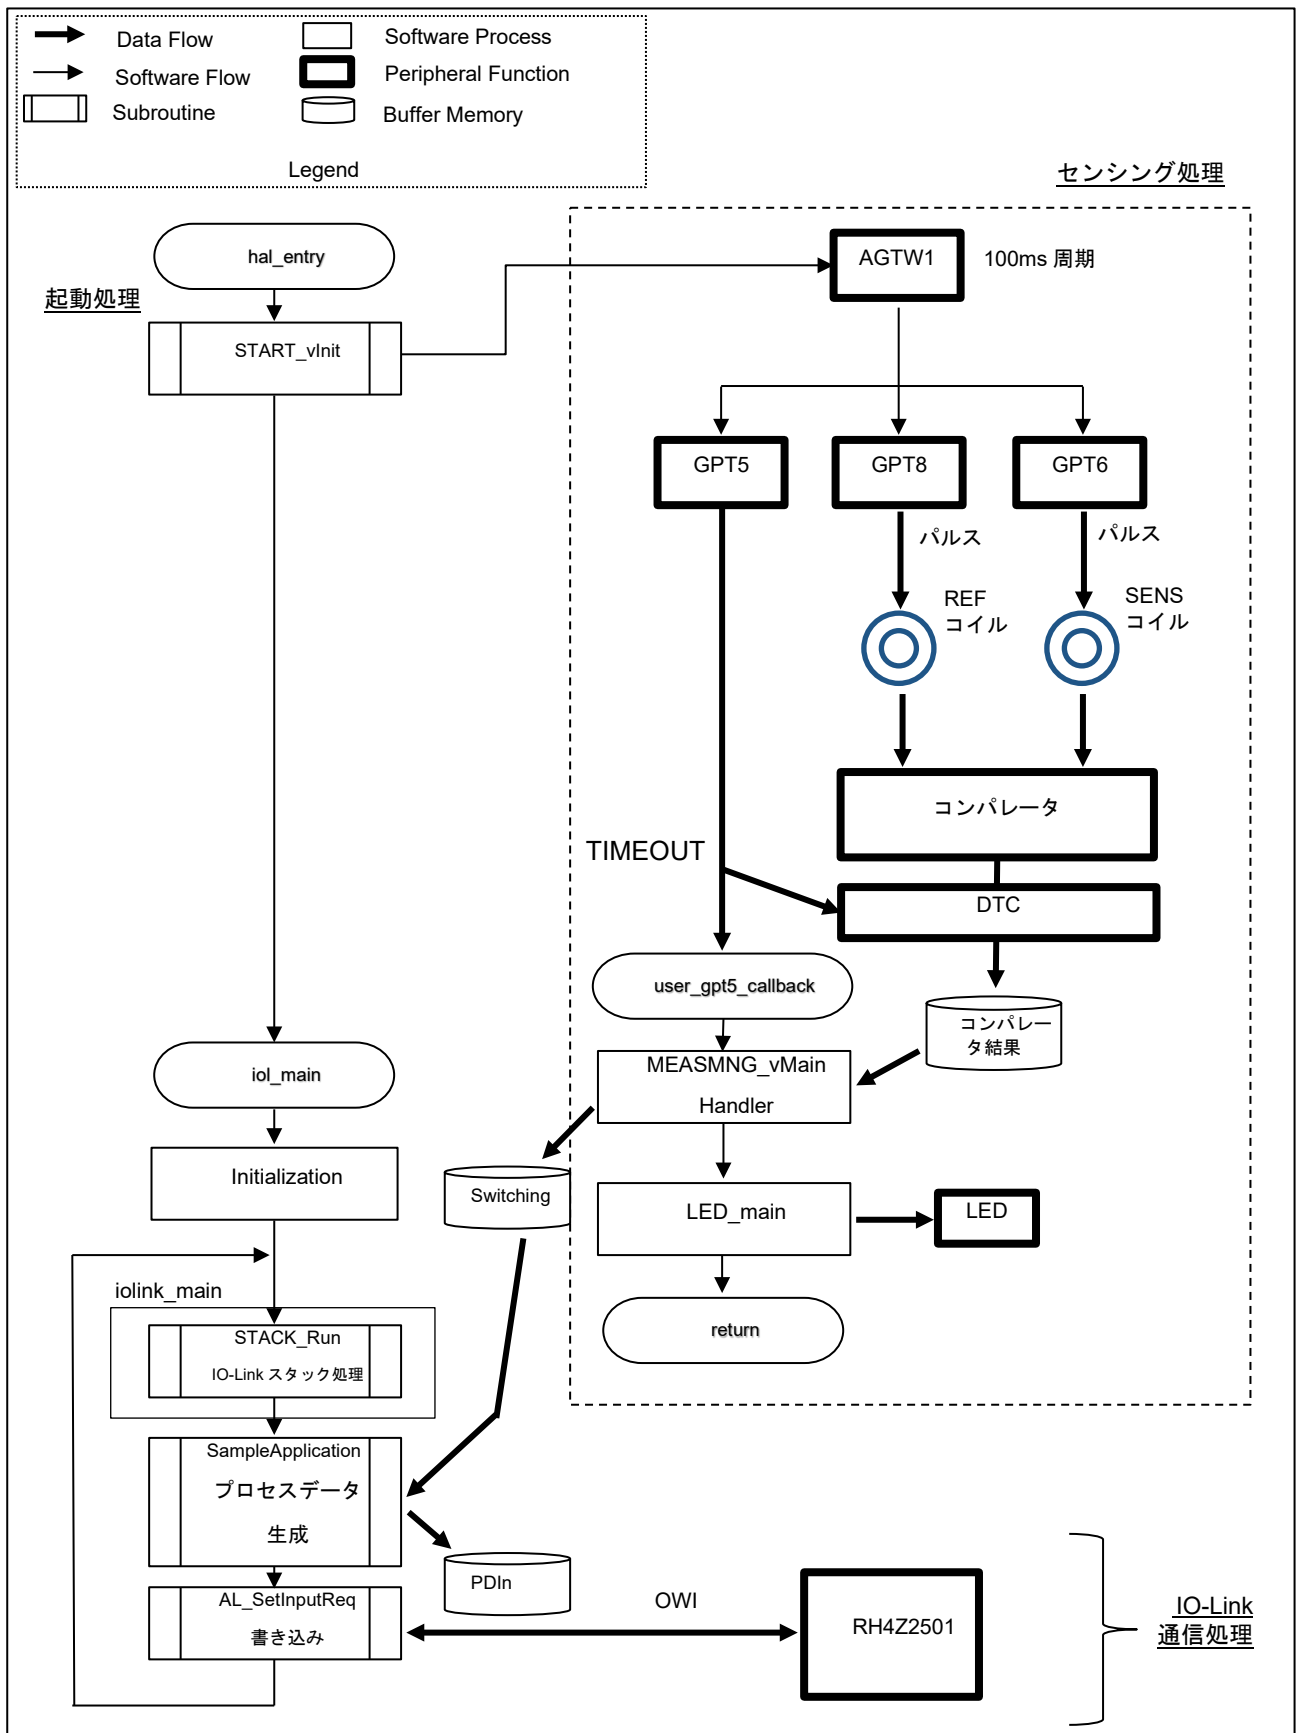 Data Flow
Software Process
Software Flow
Peripheral Function
Subroutine
Buffer Memory
Legend
センシング処理
hal_entry
AGTW1
100ms 周期
起動処理
START_vInit
GPT5
GPT8
GPT6
パルス
パルス
REF
コイル
SENS
コイル
コンパレータ
TIMEOUT
DTC
user_gpt5_callback
コンパレー
タ結果
iol_main
MEASMNG_vMain
Handler
Initialization
Switching
LED_main
LED
iolink_main
return
STACK_Run
IO-Link スタック処理
SampleApplication
プロセスデータ
生成
PDIn
AL_SetInputReq
書き込み
OWI
RH4Z2501
IO-Link
通信処理